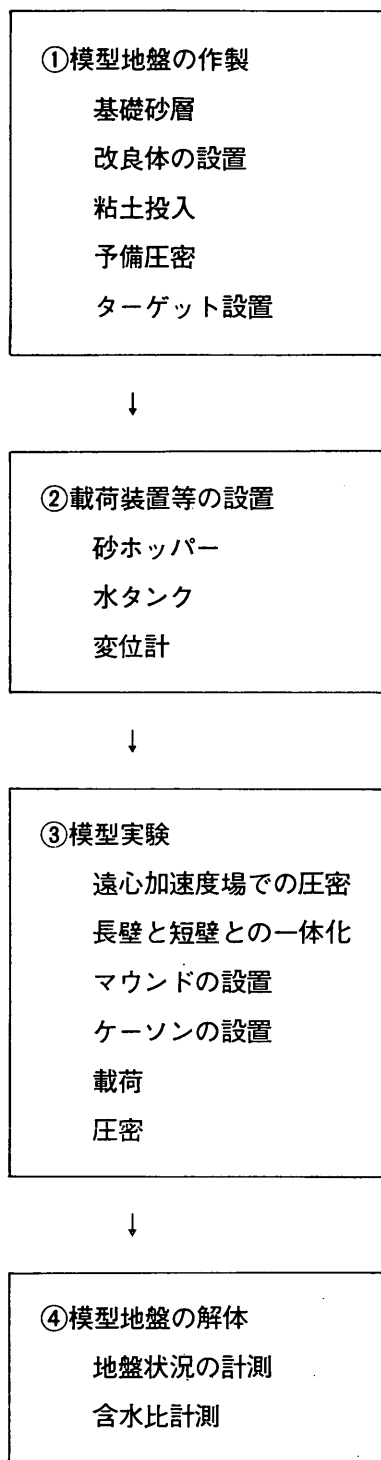 ①模型地盤の作製
基礎砂層
改良体の設置
粘土投入
予備圧密
ターゲット設置
↓
②載荷装置等の設置
砂ホッパー
水タンク
変位計
↓
③模型実験
遠心加速度場での圧密
長壁と短壁との一体化
マウンドの設置
ケーソンの設置
載荷
圧密
↓
④模型地盤の解体
地盤状況の計測
含水比計測